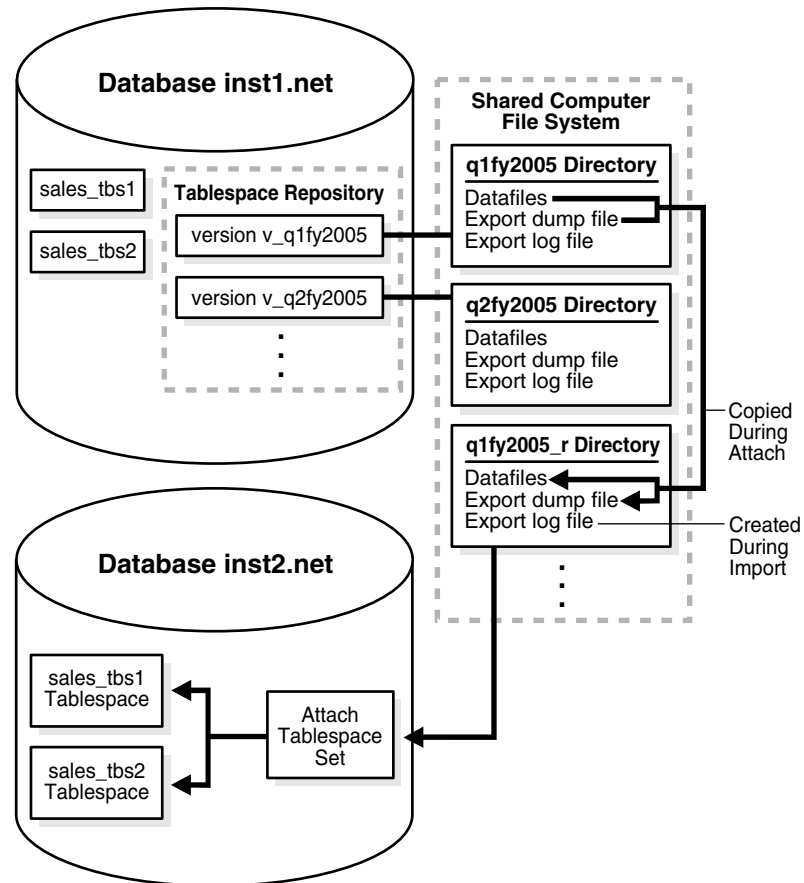 Database inst1.net
sales_tbs1
sales_tbs2
Tablespace Repository
version v_q1fy2005
version v_q2fy2005
Shared Computer
File System
q1fy2005 Directory
Datafiles
Export dump file
Export log file
q2fy2005 Directory
Datafiles
Export dump file
Export log file
q1fy2005_r Directory
Datafiles
Export dump file
Export log file
Copied
During
Attach
Created
During
Import
Database inst2.net
sales_tbs1
Tablespace
sales_tbs2
Tablespace
Attach
Tablespace
Set